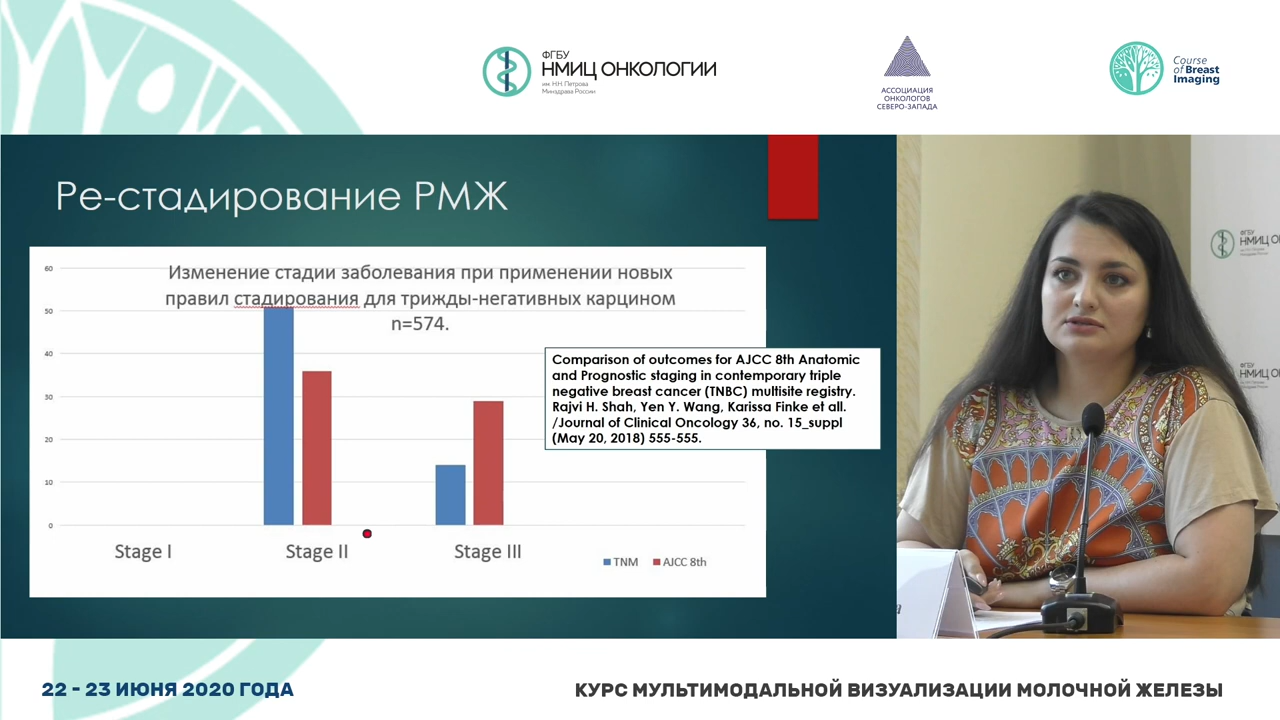 ФГБУ
НМИЦ ОНКОЛОГИИ
им. Н.Н. Петрова
Минздрава России
АССОЦИАЦИЯ
ОНКОЛОГОВ
СЕВЕРО-ЗАПАДА
Course
of Breast
Imaging
Ре-стадирование РМЖ
Изменение стадии заболевания при применении новых
правил стадирования для трижды-негативных карцином
n=574.
60
50
40
30
20
10
0
Stage I
Stage II
Stage III
TNM
AJCC 8th
Comparison of outcomes for AJCC 8th Anatomic
and Prognostic staging in contemporary triple
negative breast cancer (TNBC) multisite registry.
Rajvi H. Shah, Yen Y. Wang, Karissa Finke et all.
/Journal of Clinical Oncology 36, no. 15_suppl
(May 20, 2018) 555-555.
ФГБУ
НМИЦ О
ФГБУ
НМИЦ О
22 - 23 ИЮНЯ 2020 ГОДА
КУРС МУЛЬТИМОДАЛЬНОЙ ВИЗУАЛИЗАЦИИ МОЛОЧНОЙ ЖЕЛЕЗЫ